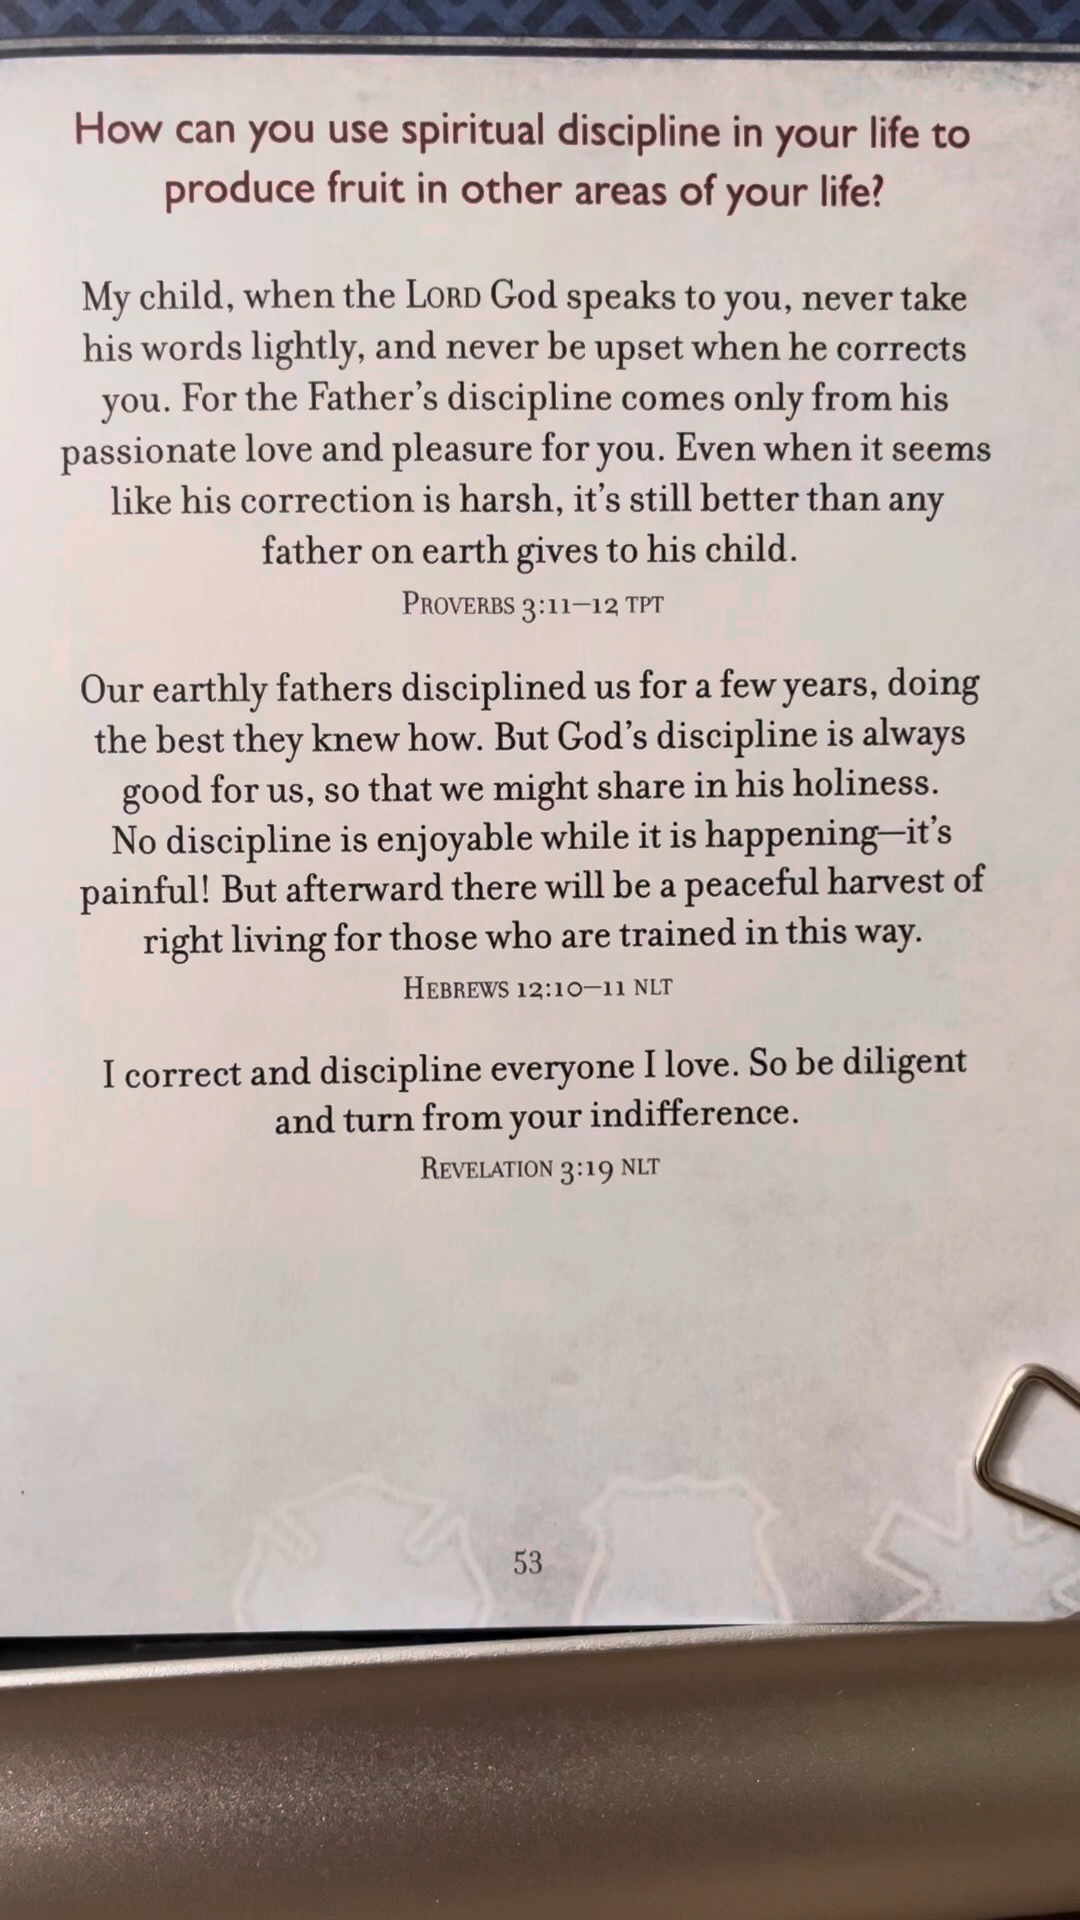 How can you use spiritual discipline in your life to
produce fruit in other areas of your life?
My child, when the LORD God speaks to you, never take
his words lightly, and never be upset when he corrects
you. For the Father’s discipline comes only from his
passionate love and pleasure for you. Even when it seems
like his correction is harsh, it’s still better than any
father on earth gives to his child.
PROVERBS 3:11–12 TPT
Our earthly fathers disciplined us for a few years, doing
the best they knew how. But God’s discipline is always
good for us, so that we might share in his holiness.
No discipline is enjoyable while it is happening—it’s
painful! But afterward there will be a peaceful harvest of
right living for those who are trained in this way.
HEBREWS 12:10–11 NLT
I correct and discipline everyone I love. So be diligent
and turn from your indifference.
REVELATION 3:19 NLT
53